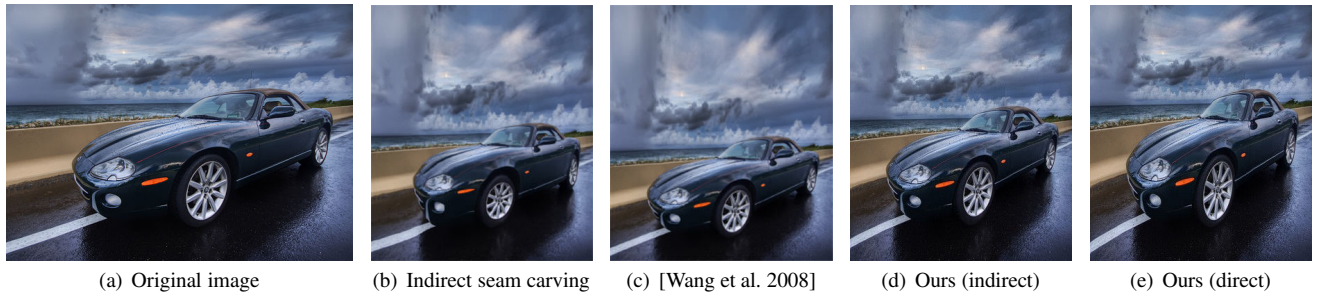 (a) Original image
(b) Indirect seam carving
(c) [Wang et al. 2008]
(d) Ours (indirect)
(e) Ours (direct)